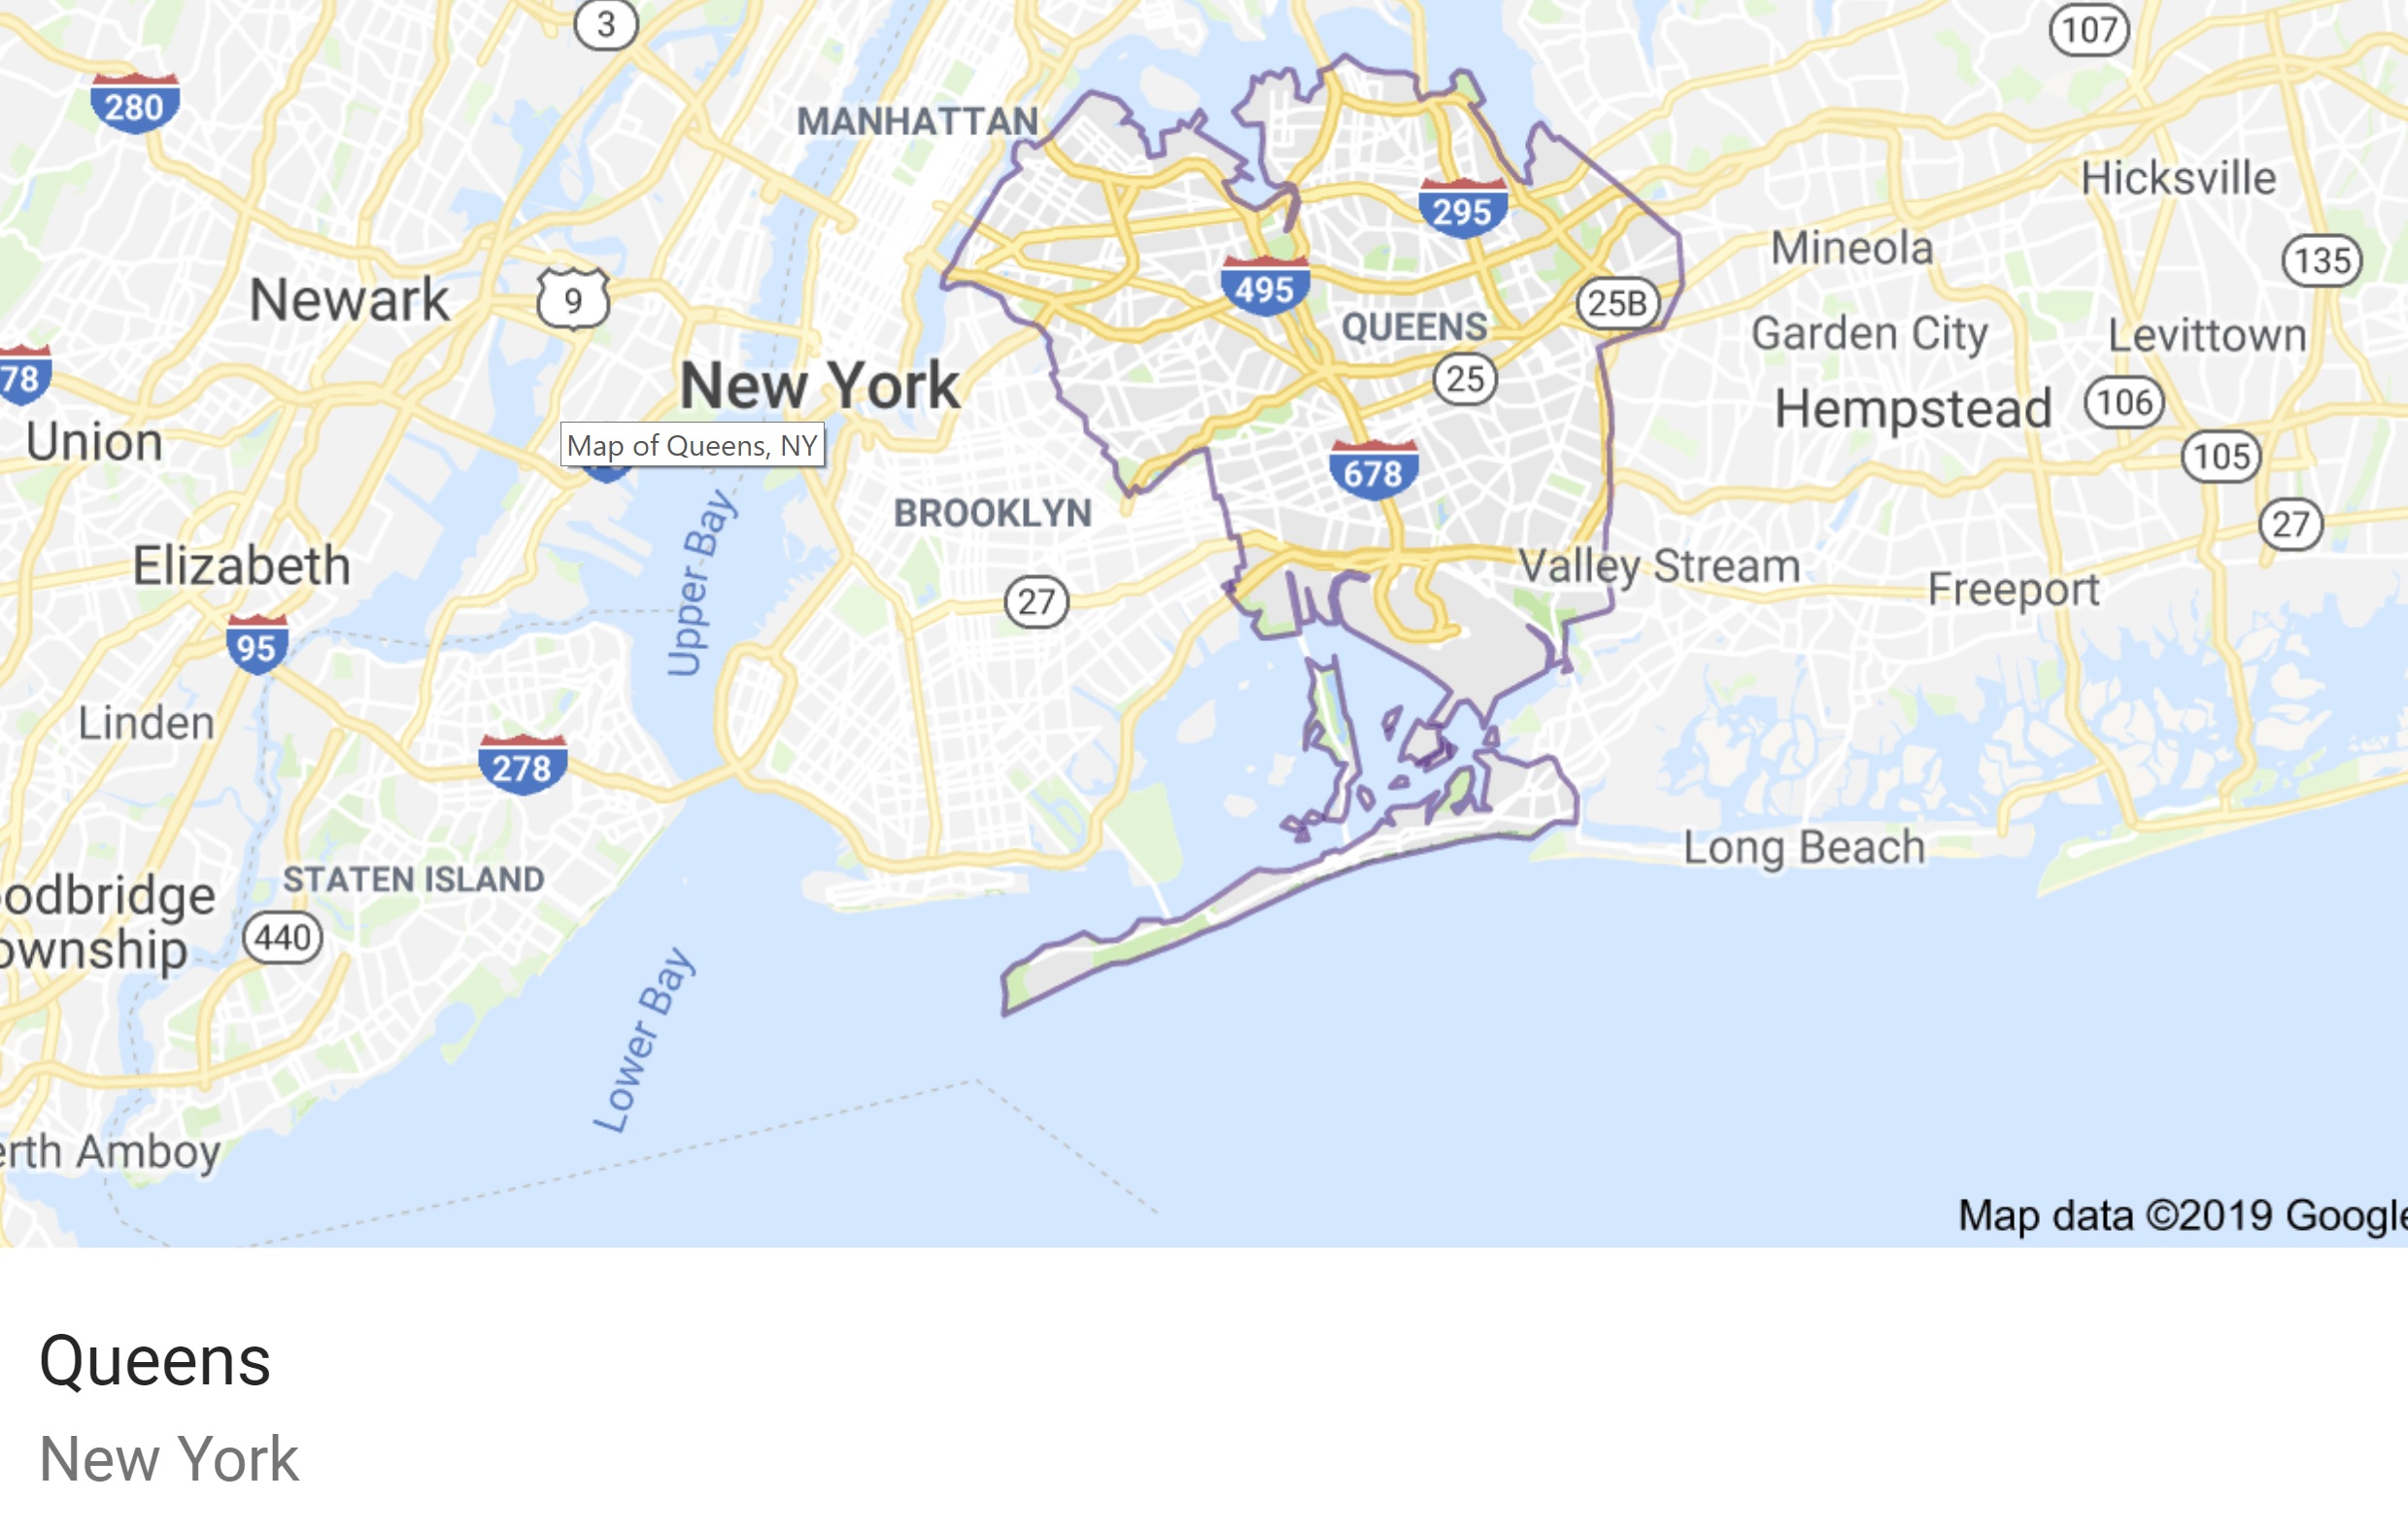 3
107
280
MANHATTAN
Hicksville
295
Mineola
135
495
Newark
9
25B
QUEENS
Garden City
Levittown
78
25
New York
Hempstead
106
Union
Map of Queens, NY
678
105
BROOKLYN
27
Upper Bay
Elizabeth
Valley Stream
Freeport
27
95
Linden
278
Long Beach
STATEN ISLAND
odbridge
ownship
440
Lower Bay
erth Amboy
Map data ©2019 Google
Queens
New York